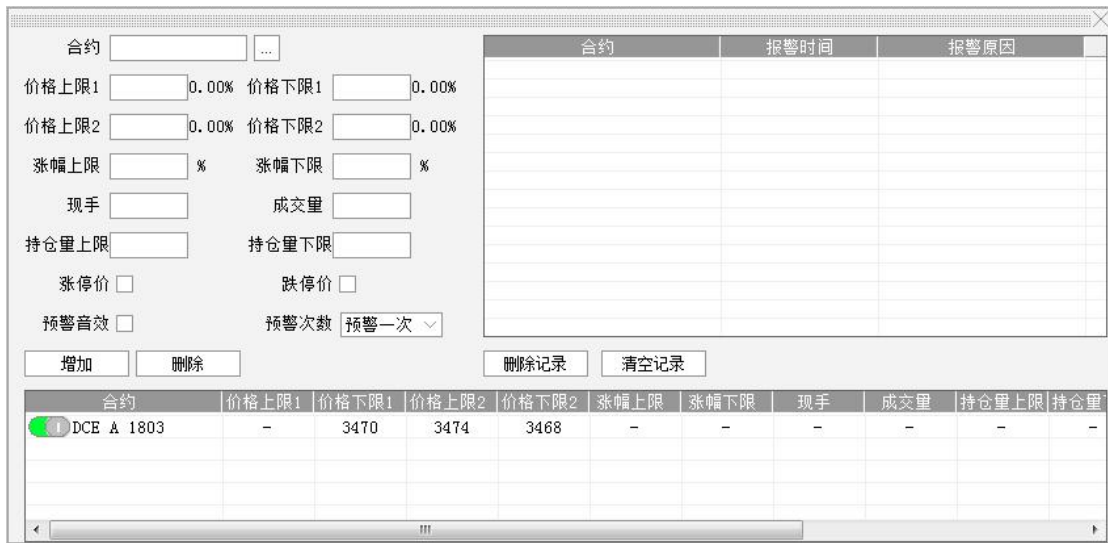 合约 ...
价格上限1 0.00% 价格下限1 0.00%
价格上限2 0.00% 价格下限2 0.00%
涨幅上限 % 涨幅下限 %
现手 成交量
持仓量上限 持仓量下限
涨停价 跌停价
预警音效 预警次数 预警一次
增加 删除
合约 报警时间 报警原因
删除记录 清空记录
合约 价格上限1 价格下限1 价格上限2 价格下限2 涨幅上限 涨幅下限 现手 成交量 持仓量上限 持仓量
DCE A 1803 - 3470 3474 3468 - - - - - -